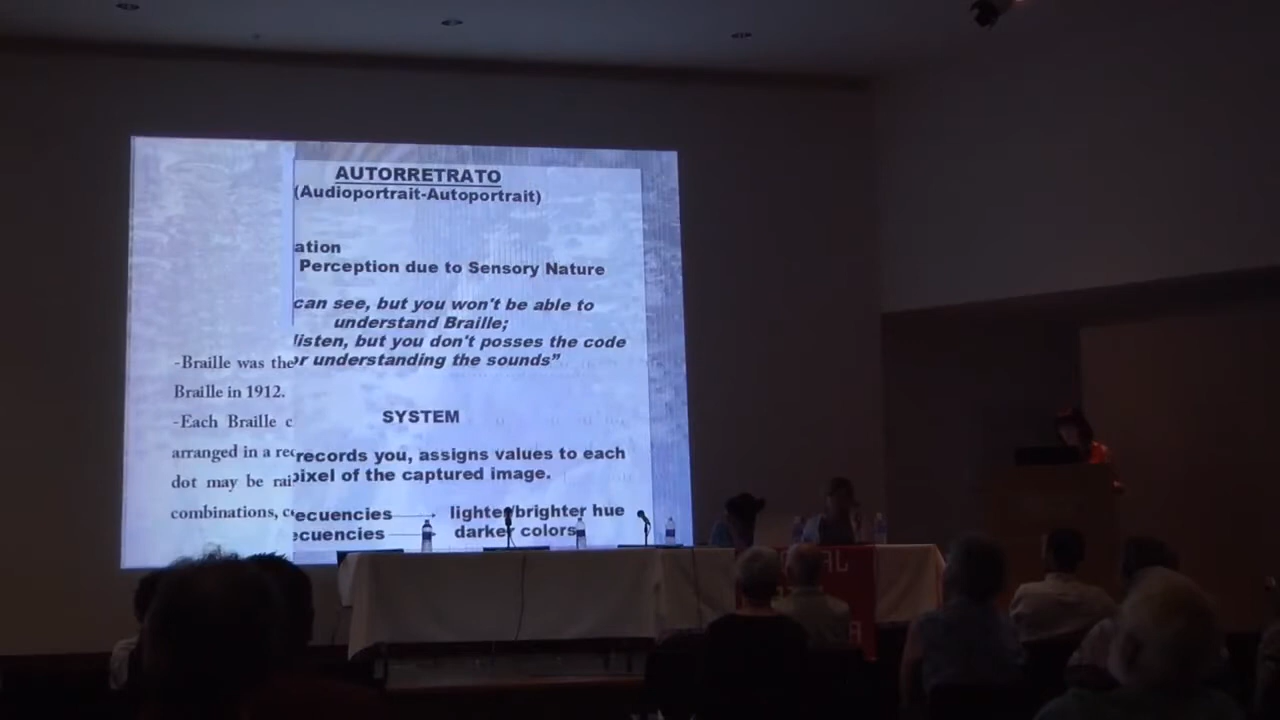 AUTORRETRATO
(Audioportrait-Autoportrait)
ation
Perception due to Sensory Nature
can see, but you won't be able to
understand Braille;
listen, but you don't posses the code
or understanding the sounds”
SYSTEM
records you, assigns values to each
pixel of the captured image.
ecuencies lighter/brighter hue
ecuencies darker colors
-Braille was the
Braille in 1912.
-Each Braille c
arranged in a rec
dot may be rai
combinations, c